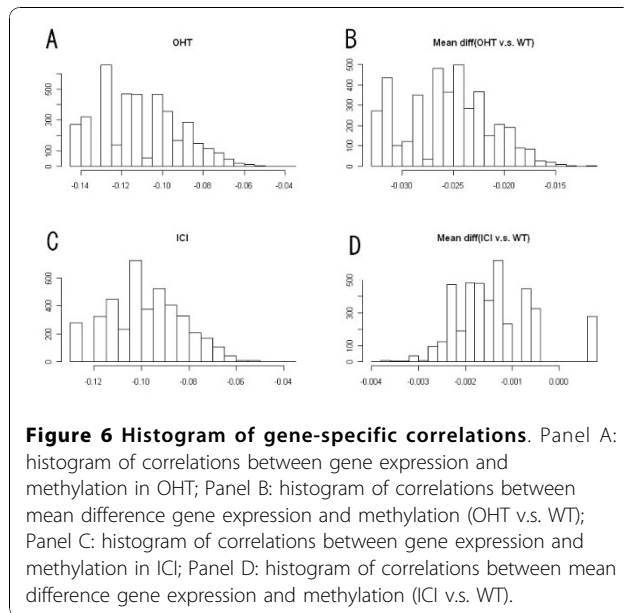 A
OHT
0 100 300 500
-0.14 -0.12 -0.10 -0.08 -0.06 -0.04
B
Mean diff(OHT v.s. WT)
0 100 200 300 400 500
-0.030 -0.025 -0.020 -0.015
C
ICI
0 200 400 600
-0.12 -0.10 -0.08 -0.06 -0.04
D
Mean diff(ICI v.s. WT)
0 100 300 500
-0.004 -0.003 -0.002 -0.001 0.000
Figure 6 Histogram of gene-specific correlations. Panel A:
histogram of correlations between gene expression and
methylation in OHT; Panel B: histogram of correlations between
mean difference gene expression and methylation (OHT v.s. WT);
Panel C: histogram of correlations between gene expression and
methylation in ICI; Panel D: histogram of correlations between mean
difference gene expression and methylation (ICI v.s. WT).